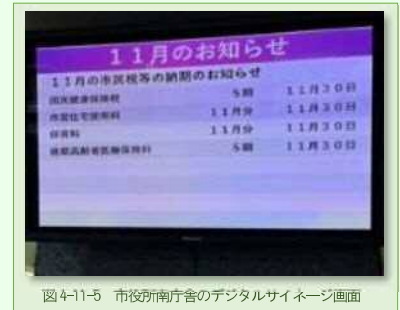 11月のお知らせ
11月の市民税等の納期のお知らせ
国民健康保険税 5期 11月30日
市営住宅使用料 11月分 11月30日
保育料 11月分 11月30日
後期高齢者医療保険料 5期 11月30日
図4-11-5 市役所南庁舎のデジタルサイネージ画面